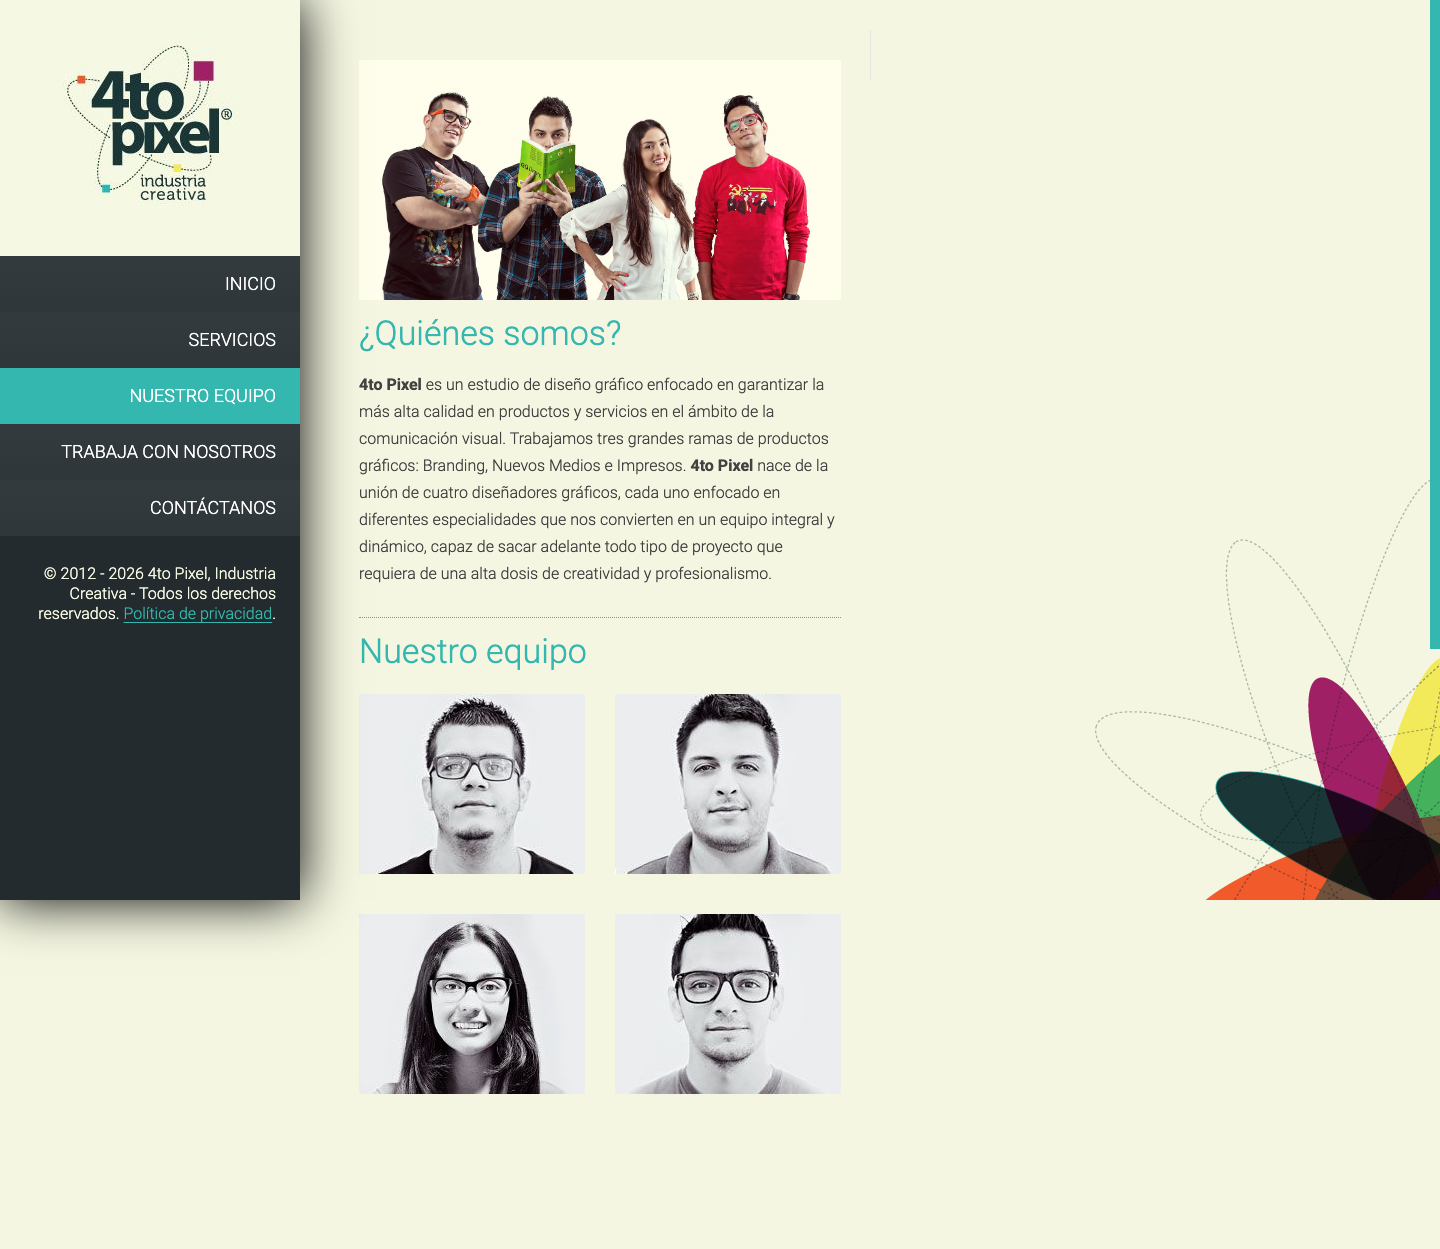 4to
pixel®
industria
creativa
INICIO
SERVICIOS
NUESTRO EQUIPO
TRABAJA CON NOSOTROS
CONTÁCTANOS
© 2012 - 2026 4to Pixel, Industria
Creativa - Todos los derechos
reservados. Política de privacidad.
¿Quiénes somos?
4to Pixel es un estudio de diseño gráfico enfocado en garantizar la
más alta calidad en productos y servicios en el ámbito de la
comunicación visual. Trabajamos tres grandes ramas de productos
gráficos: Branding, Nuevos Medios e Impresos. 4to Pixel nace de la
unión de cuatro diseñadores gráficos, cada uno enfocado en
diferentes especialidades que nos convierten en un equipo integral y
dinámico, capaz de sacar adelante todo tipo de proyecto que
requiera de una alta dosis de creatividad y profesionalismo.
Nuestro equipo